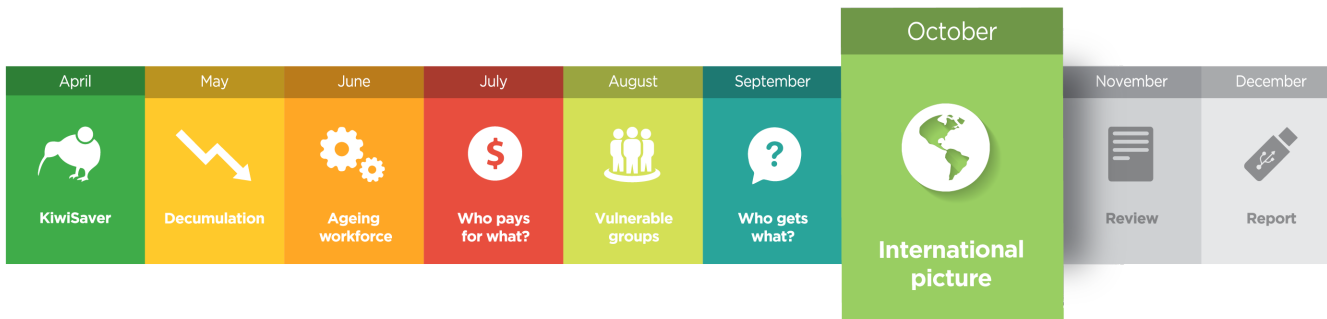 April
KiwiSaver
May
Decumulation
June
Ageing
workforce
July
$
Who pays
for what?
August
Vulnerable
groups
September
?
Who gets
what?
October
International
picture
November
Review
December
Report